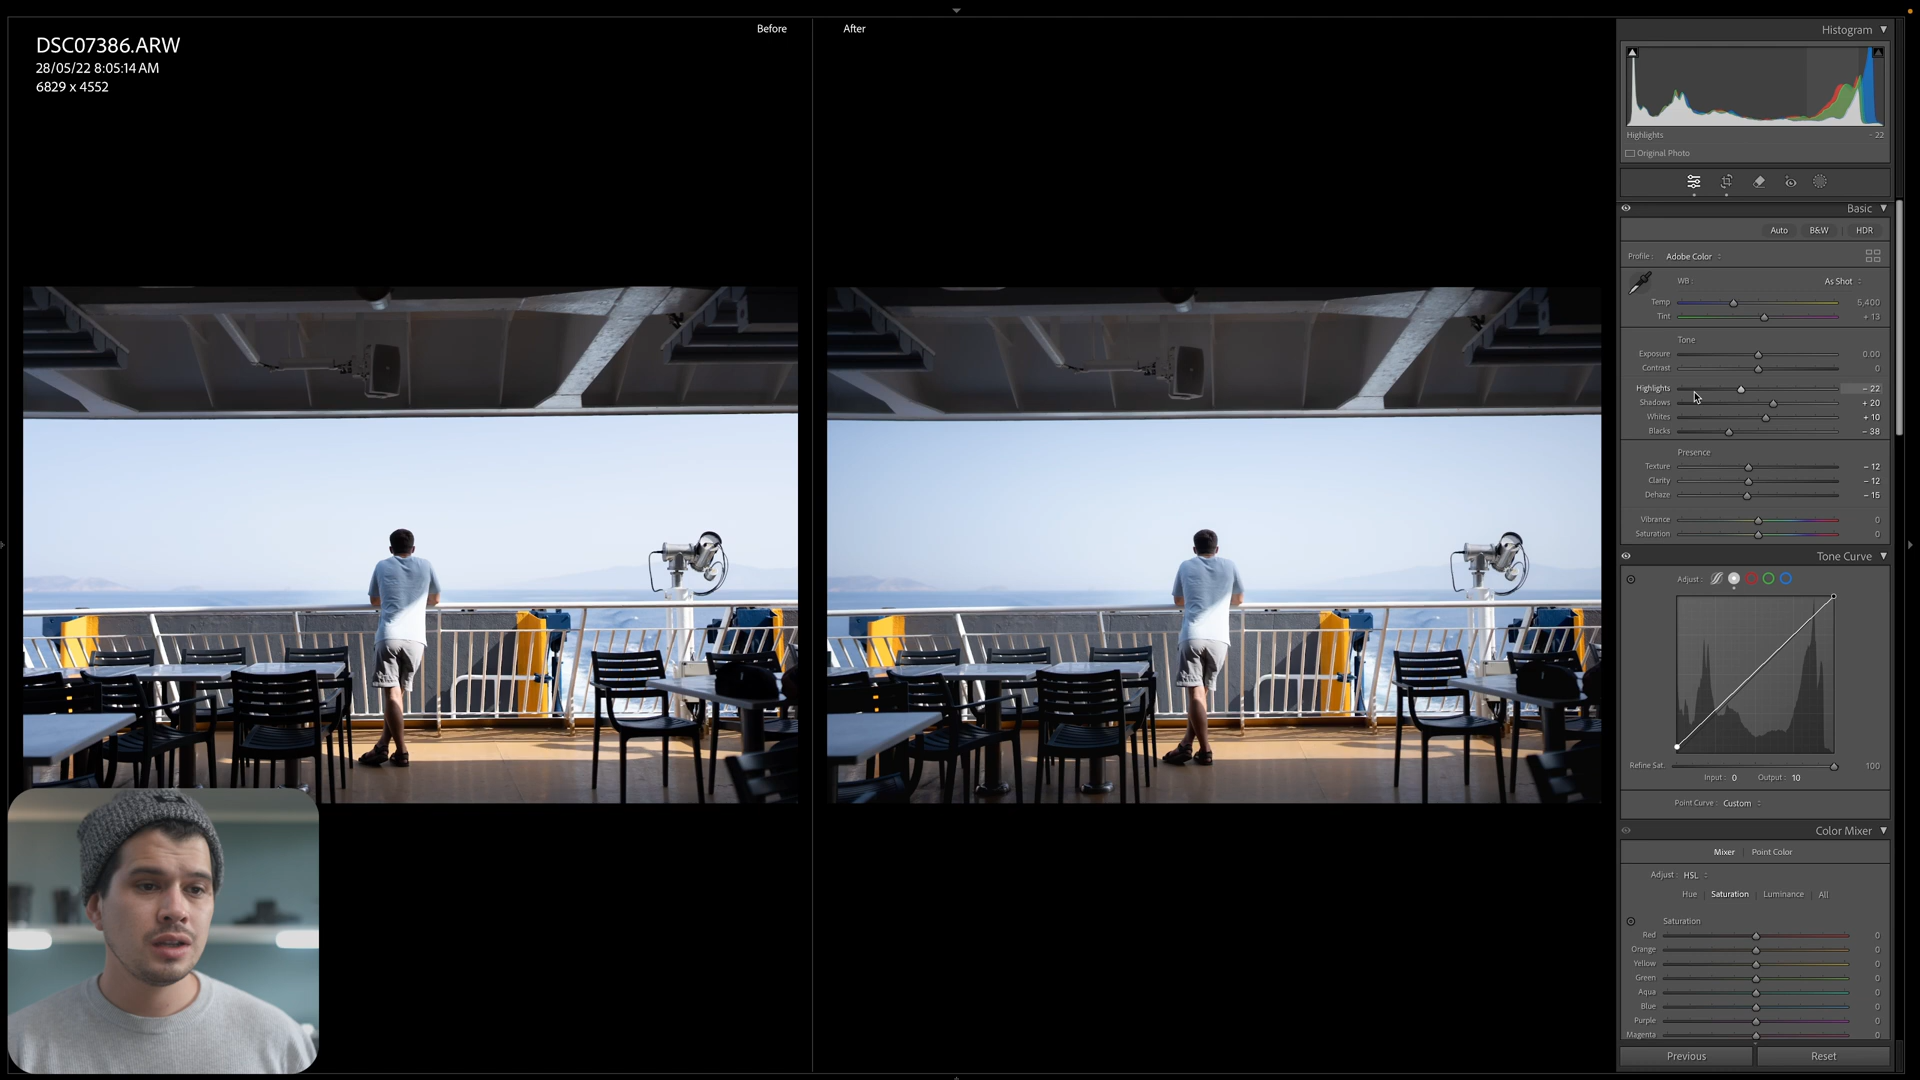 DSC07386.ARW
28/05/22 8:05:14 AM
6829 x 4552
Before
After
Histogram
Highlights - 22
Original Photo
Basic
Auto B&W HDR
Profile : Adobe Color
WB : As Shot
Temp 5,400
Tint + 13
Tone
Exposure 0.00
Contrast 0
Highlights - 22
Shadows + 20
Whites + 10
Blacks - 38
Presence
Texture - 12
Clarity - 12
Dehaze - 15
Vibrance 0
Saturation 0
Tone Curve
Adjust :
Refine Sat. 100
Input : 0 Output : 10
Point Curve : Custom
Color Mixer
Mixer Point Color
Adjust : HSL
Hue Saturation Luminance All
Saturation
Red 0
Orange 0
Yellow 0
Green 0
Aqua 0
Blue 0
Purple 0
Magenta 0
Previous Reset